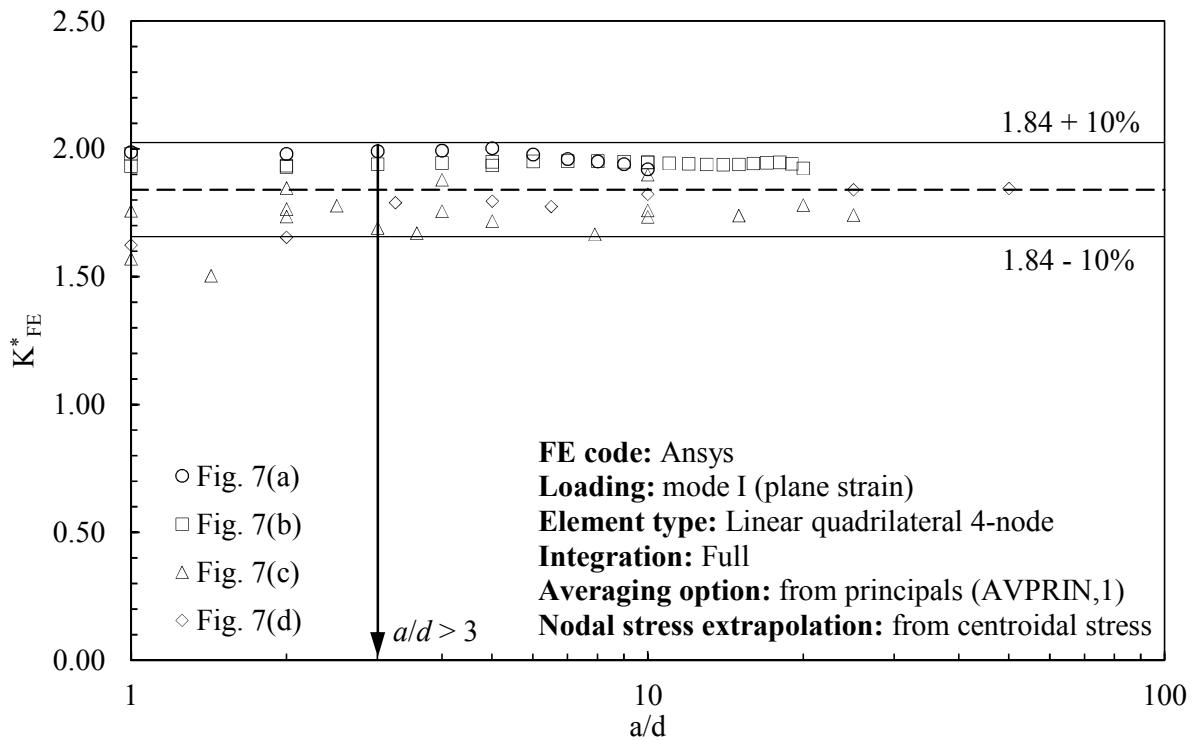 2.50
2.00
1.50
1.00
0.50
0.00
K*FE
1.84 + 10%
1.84 - 10%
Fig. 7(a)
Fig. 7(b)
Fig. 7(c)
Fig. 7(d)
a/d > 3
FE code: Ansys
Loading: mode I (plane strain)
Element type: Linear quadrilateral 4-node
Integration: Full
Averaging option: from principals (AVPRIN,1)
Nodal stress extrapolation: from centroidal stress
1 10 100
a/d